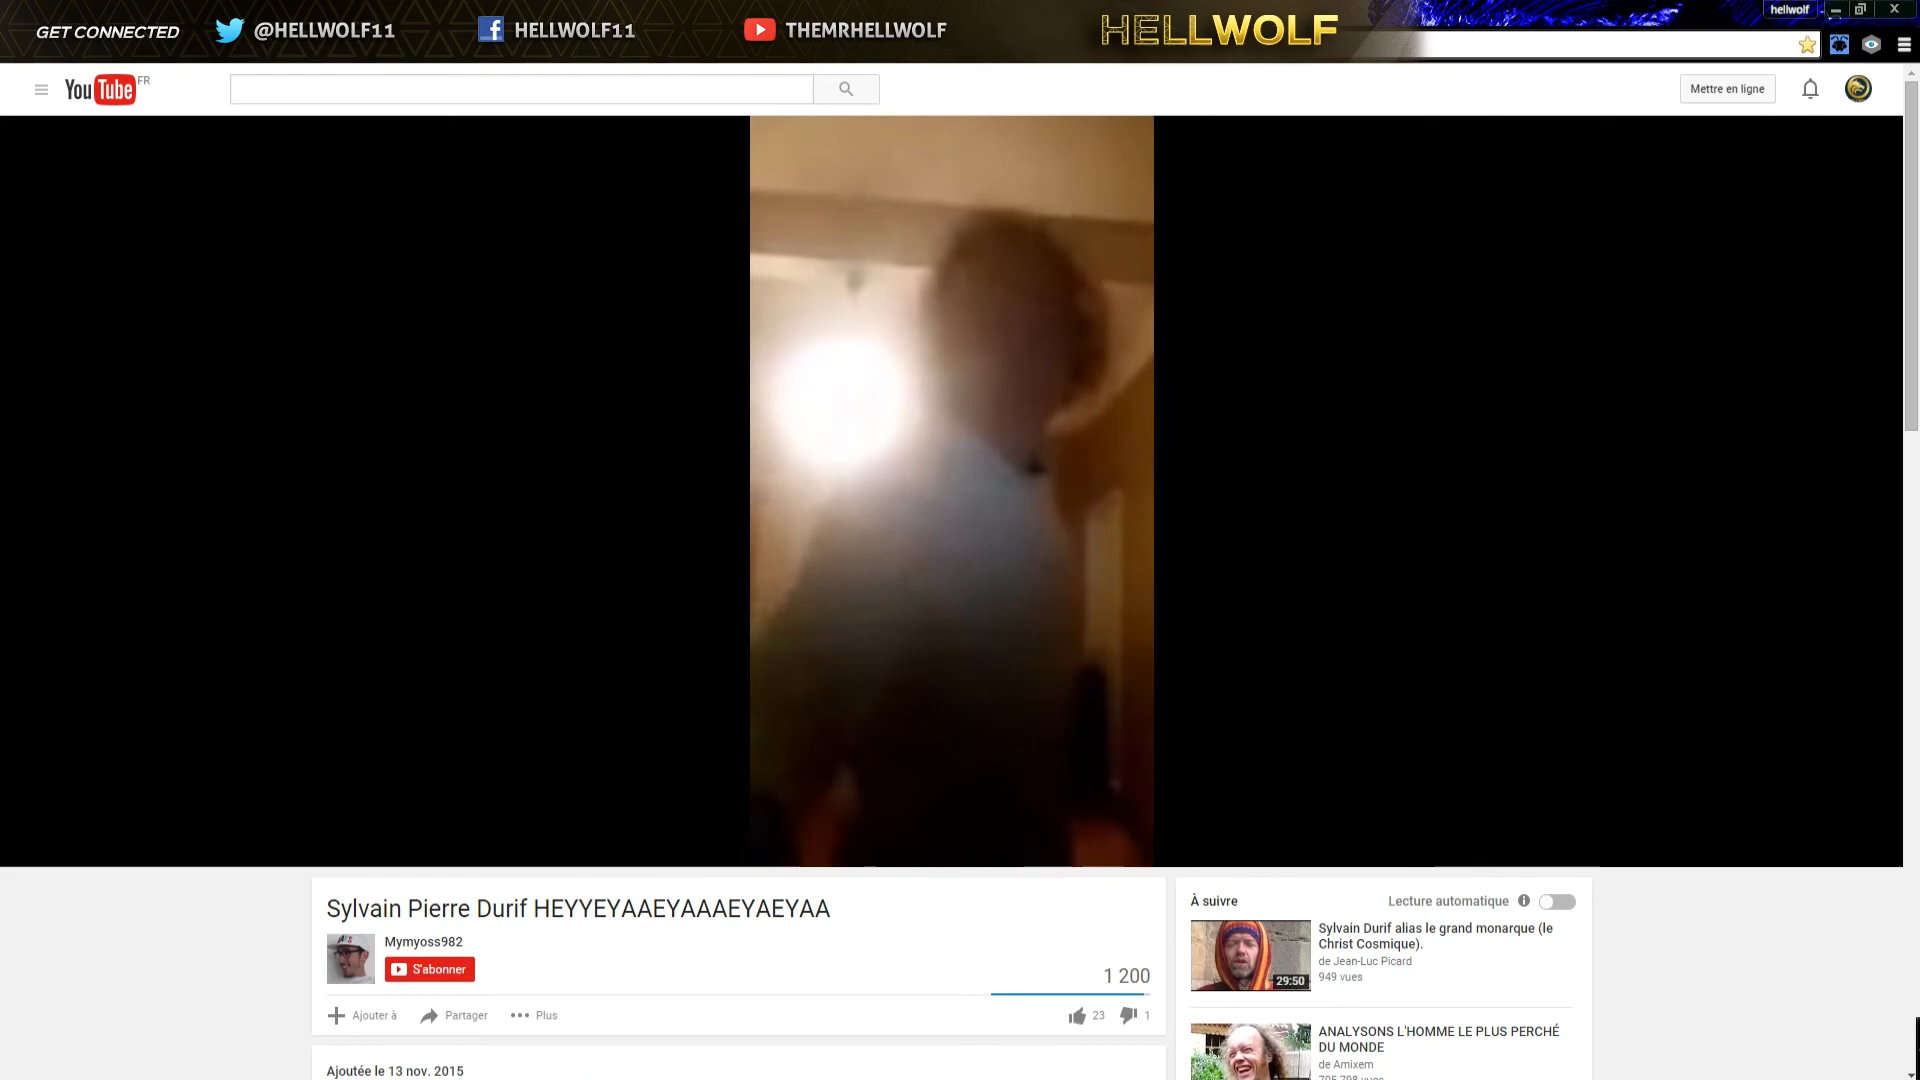 GET CONNECTED
@HELLWOLF11
HELLWOLF11
THEMRHELLWOLF
HELLWOLF
hellwolf
YouTube FR
Mettre en ligne
Sylvain Pierre Durif HEYYEYAAEYAAAEYAEYAA
Mymyoss982
S'abonner
1 200
Ajouter à
Partager
Plus
23
1
Ajoutée le 13 nov. 2015
À suivre
Lecture automatique
Sylvain Durif alias le grand monarque (le
Christ Cosmique).
de Jean-Luc Picard
949 vues
29:50
ANALYSONS L'HOMME LE PLUS PERCHÉ
DU MONDE
de Amixem